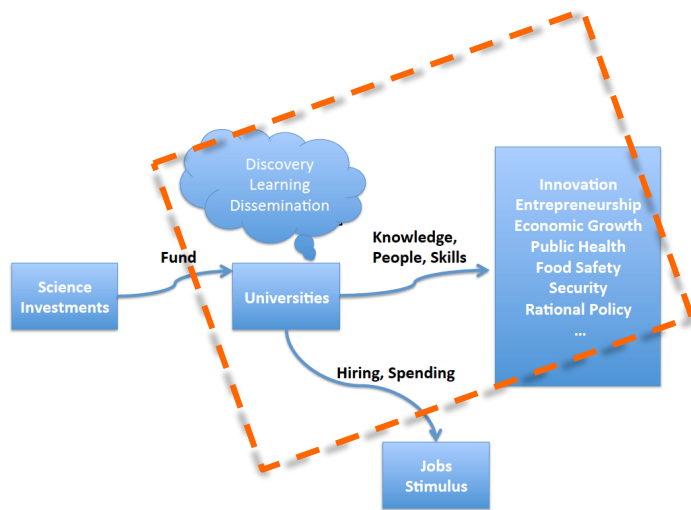 Discovery
Learning
Dissemination
Innovation
Entrepreneurship
Economic Growth
Public Health
Food Safety
Security
Rational Policy
...
Knowledge,
People, Skills
Fund
Science
Investments
Universities
Hiring, Spending
Jobs
Stimulus